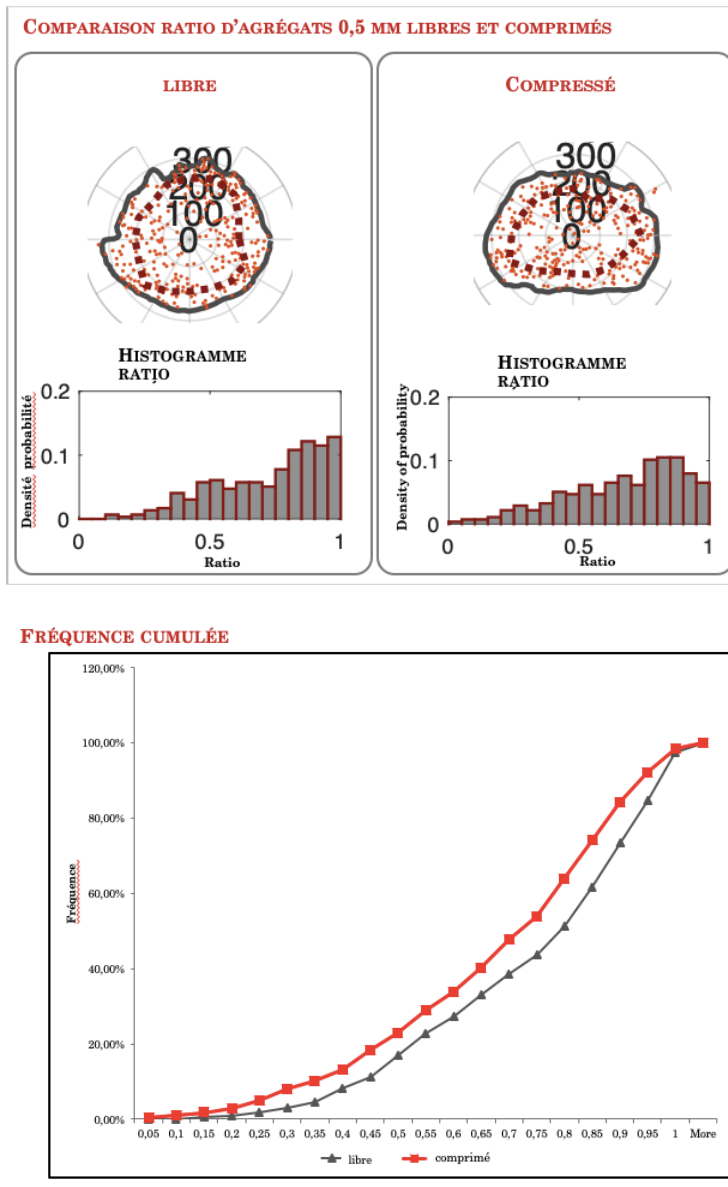 COMPARAISON RATIO D'AGRÉGATS 0,5 MM LIBRES ET COMPRIMÉS
LIBRE
300
200
100
0
HISTOGRAMME
RATIO
Densité probabilité
0.2
0.1
0
0
0.5
1
Ratio
COMPRESSÉ
300
200
100
0
HISTOGRAMME
RATIO
Density of probability
0.2
0.1
0
0
0.5
1
Ratio
FRÉQUENCE CUMULÉE
120,00%
100,00%
80,00%
60,00%
40,00%
20,00%
0,00%
Fréquence
0,05 0,1 0,15 0,2 0,25 0,3 0,35 0,4 0,45 0,5 0,55 0,6 0,65 0,7 0,75 0,8 0,85 0,9 0,95 1 More
libre comprimé